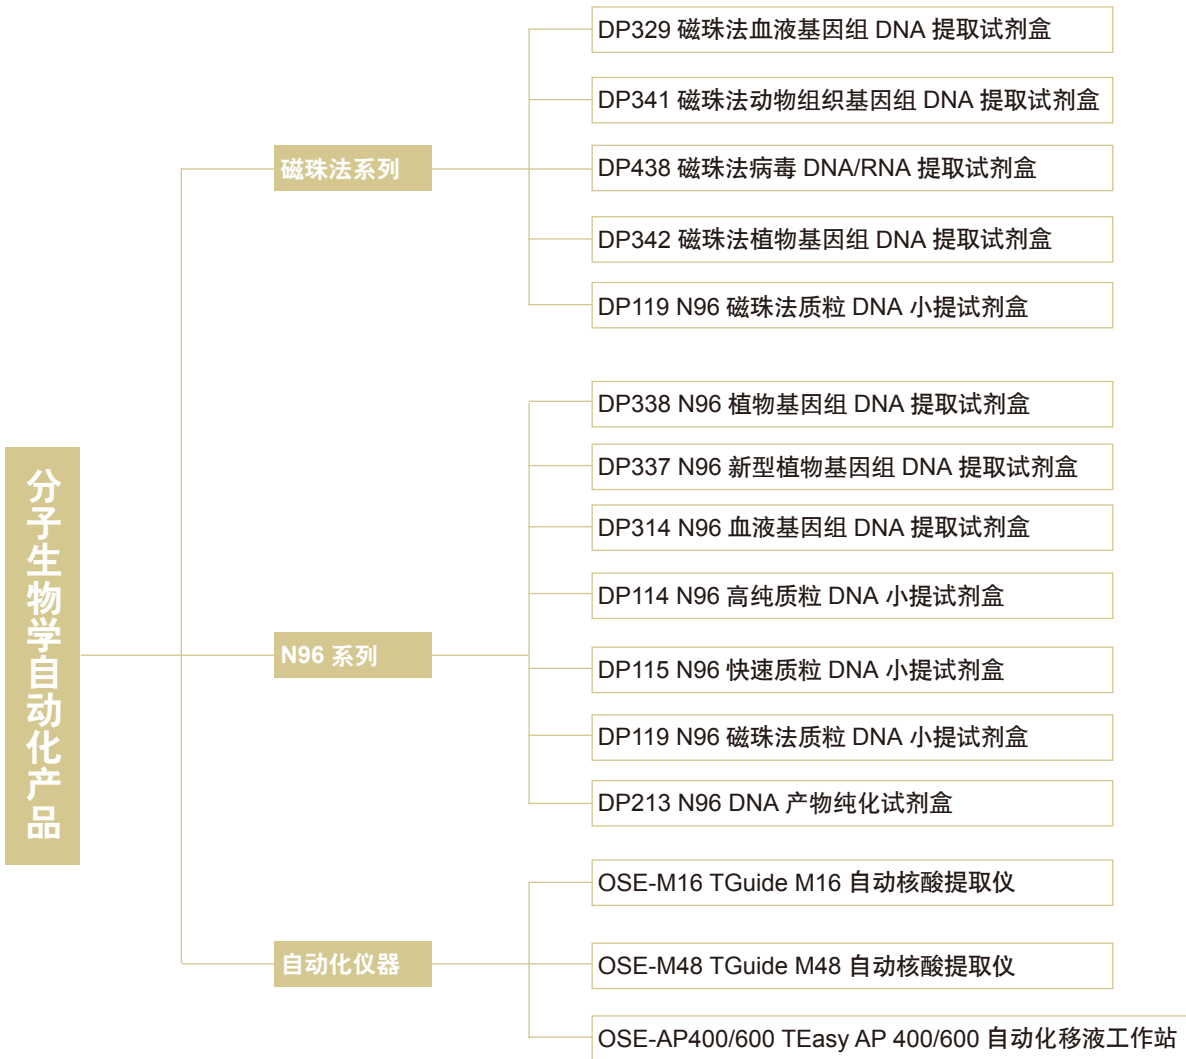 分子生物学自动化产品
磁珠法系列
DP329 磁珠法血液基因组 DNA 提取试剂盒
DP341 磁珠法动物组织基因组 DNA 提取试剂盒
DP438 磁珠法病毒 DNA/RNA 提取试剂盒
DP342 磁珠法植物基因组 DNA 提取试剂盒
DP119 N96 磁珠法质粒 DNA 小提试剂盒
N96 系列
DP338 N96 植物基因组 DNA 提取试剂盒
DP337 N96 新型植物基因组 DNA 提取试剂盒
DP314 N96 血液基因组 DNA 提取试剂盒
DP114 N96 高纯质粒 DNA 小提试剂盒
DP115 N96 快速质粒 DNA 小提试剂盒
DP119 N96 磁珠法质粒 DNA 小提试剂盒
DP213 N96 DNA 产物纯化试剂盒
自动化仪器
OSE-M16 TGuide M16 自动核酸提取仪
OSE-M48 TGuide M48 自动核酸提取仪
OSE-AP400/600 TEasy AP 400/600 自动化移液工作站